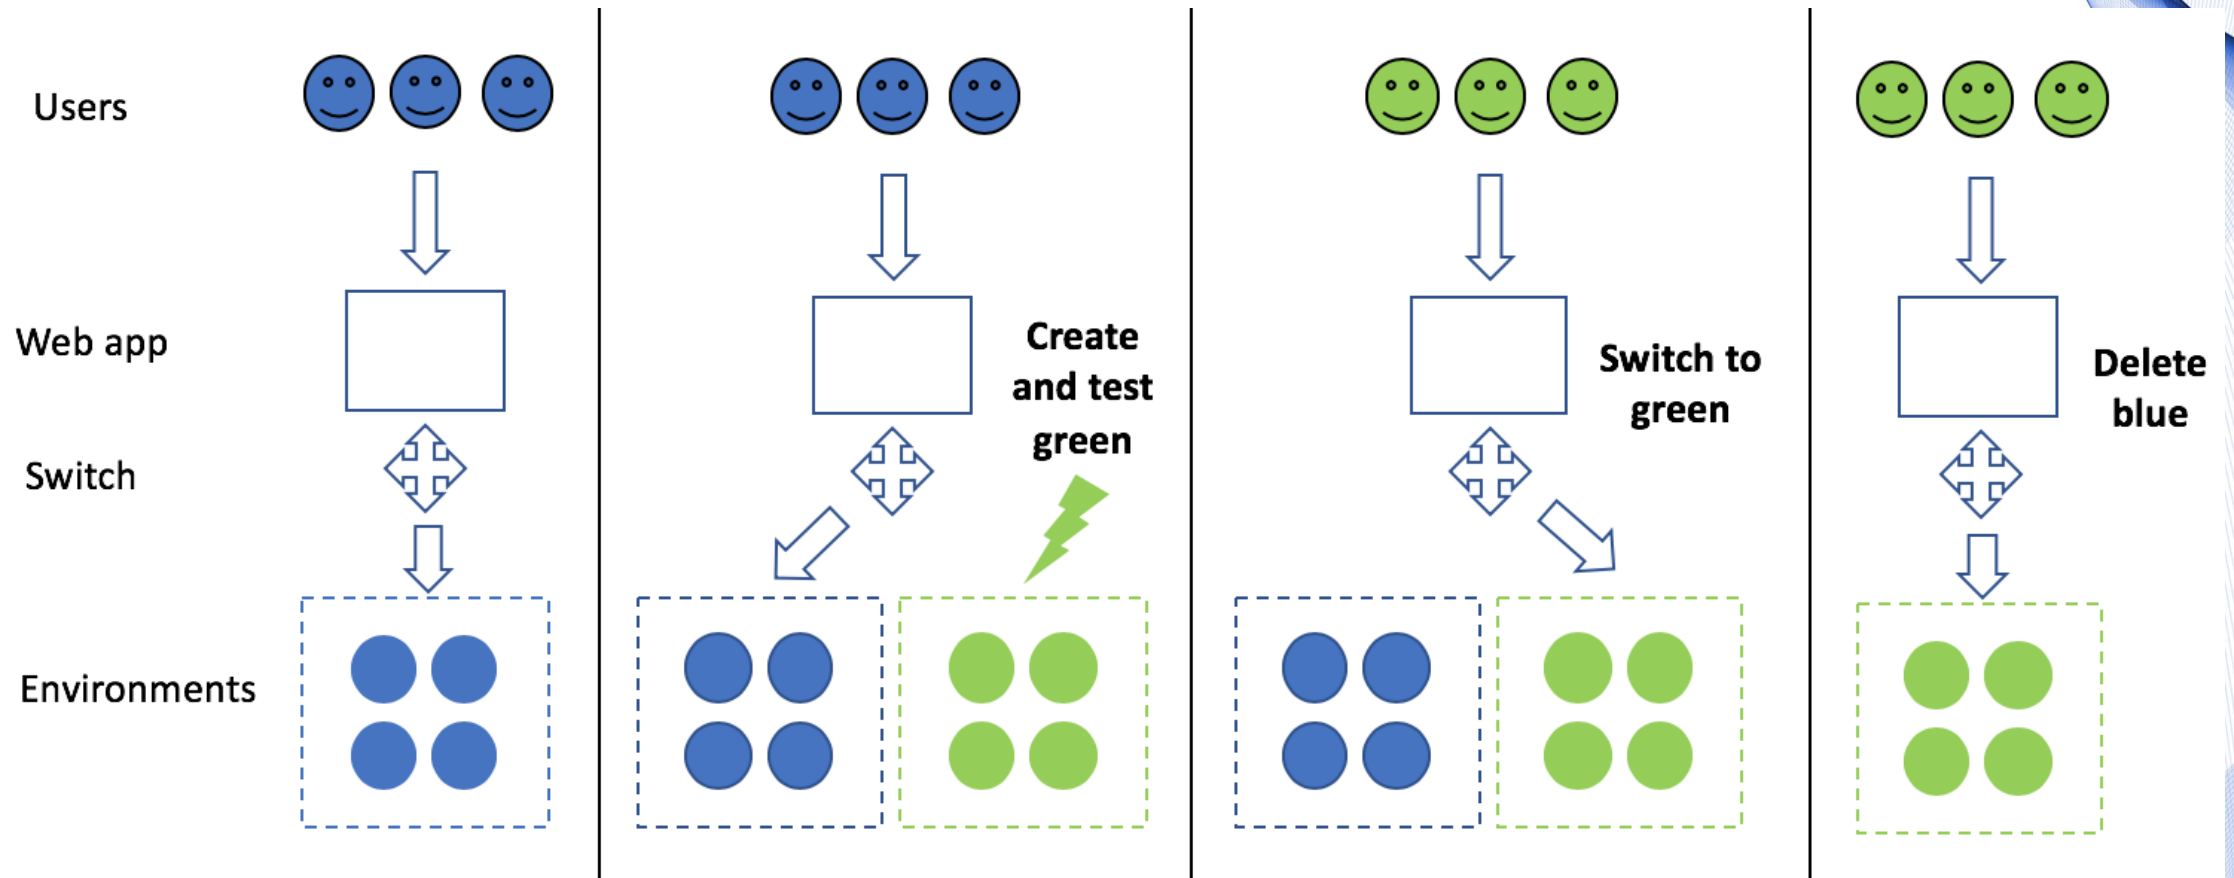 Users
Web app
Switch
Environments
Create
and test
green
Switch to
green
Delete
blue